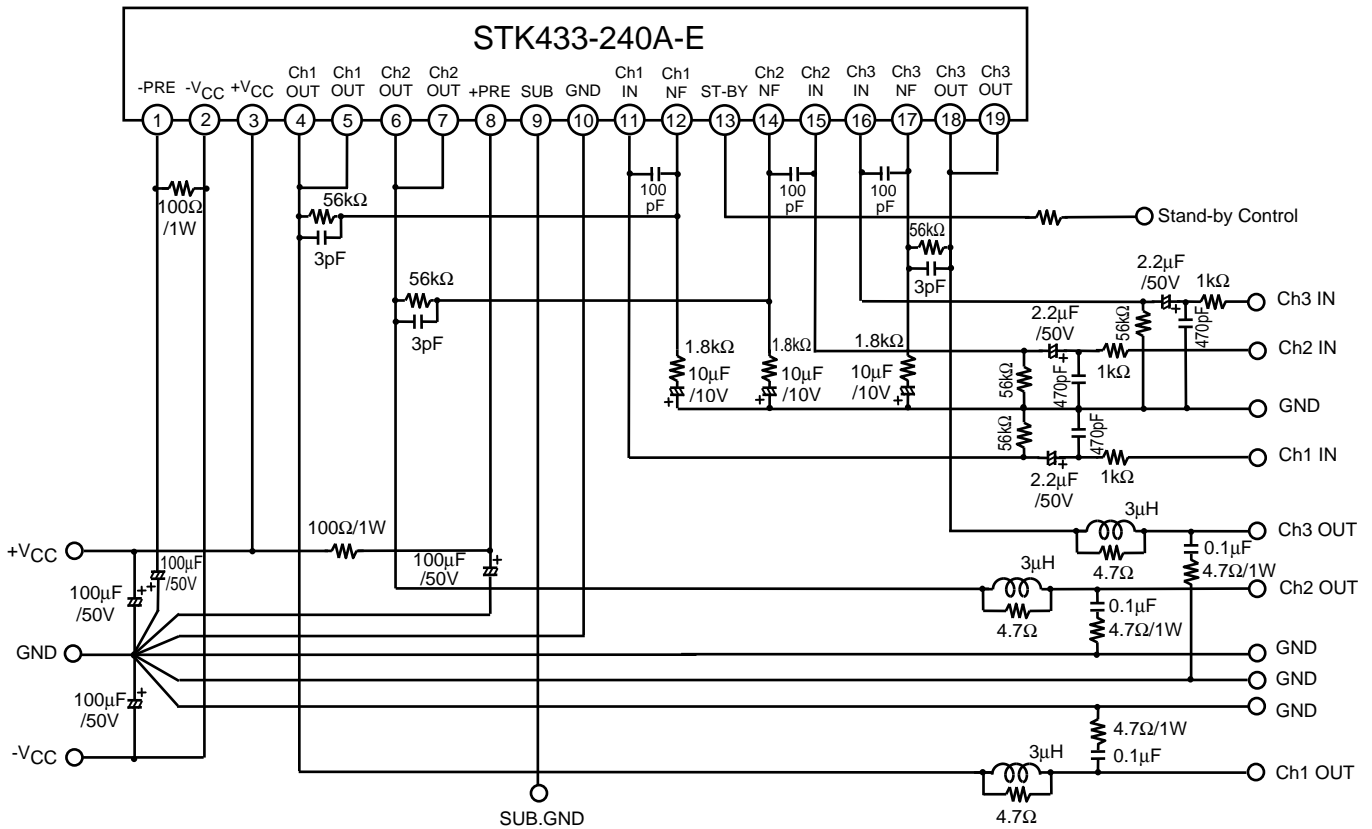 STK433-240A-E
-PRE
-VCC
+VCC
Ch1
OUT
Ch1
OUT
Ch2
OUT
Ch2
OUT
+PRE
SUB
GND
Ch1
IN
Ch1
NF
ST-BY
Ch2
NF
Ch2
IN
Ch3
IN
Ch3
NF
Ch3
OUT
Ch3
OUT
1
2
3
4
5
6
7
8
9
10
11
12
13
14
15
16
17
18
19
100Ω
/1W
56kΩ
3pF
56kΩ
3pF
100
pF
100
pF
100
pF
Stand-by Control
56kΩ
3pF
2.2µF
/50V
1kΩ
Ch3 IN
56kΩ
470pF
2.2µF
/50V
1kΩ
Ch2 IN
1.8kΩ
10µF
/10V
1.8kΩ
10µF
/10V
1.8kΩ
10µF
/10V
56kΩ
470pF
GND
56kΩ
470pF
Ch1 IN
2.2µF
/50V
1kΩ
3µH
4.7Ω
Ch3 OUT
0.1µF
4.7Ω/1W
+VCC
100Ω/1W
100µF
/50V
100µF
/50V
100µF
/50V
3µH
4.7Ω
Ch2 OUT
0.1µF
4.7Ω/1W
GND
GND
GND
GND
100µF
/50V
-VCC
4.7Ω/1W
0.1µF
3µH
4.7Ω
Ch1 OUT
SUB.GND
+
+
+
+
+
+
+
+
+
+